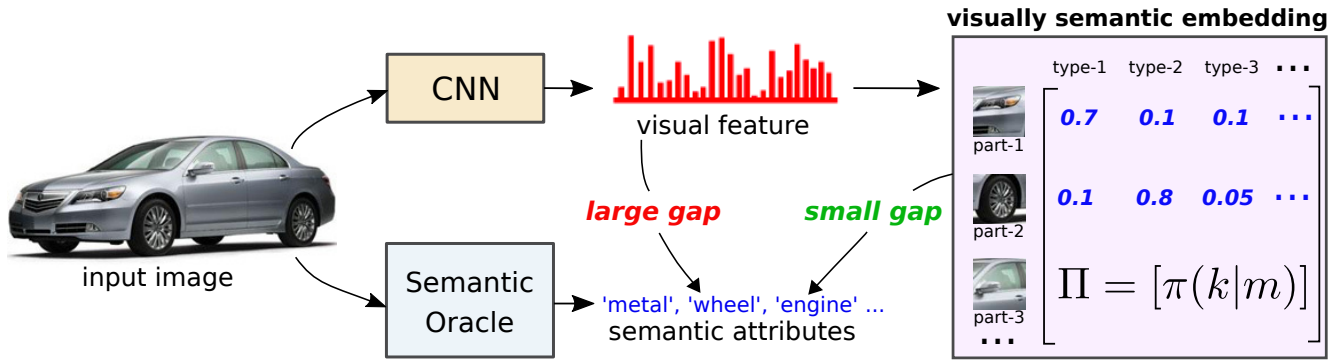 visually semantic embedding
CNN
visual feature
input image
large gap
small gap
Semantic
Oracle
'metal', 'wheel', 'engine' ...
semantic attributes
type-1 type-2 type-3 ...
part-1 0.7 0.1 0.1 ...
part-2 0.1 0.8 0.05 ...
part-3 Π = [π(k|m)]
...